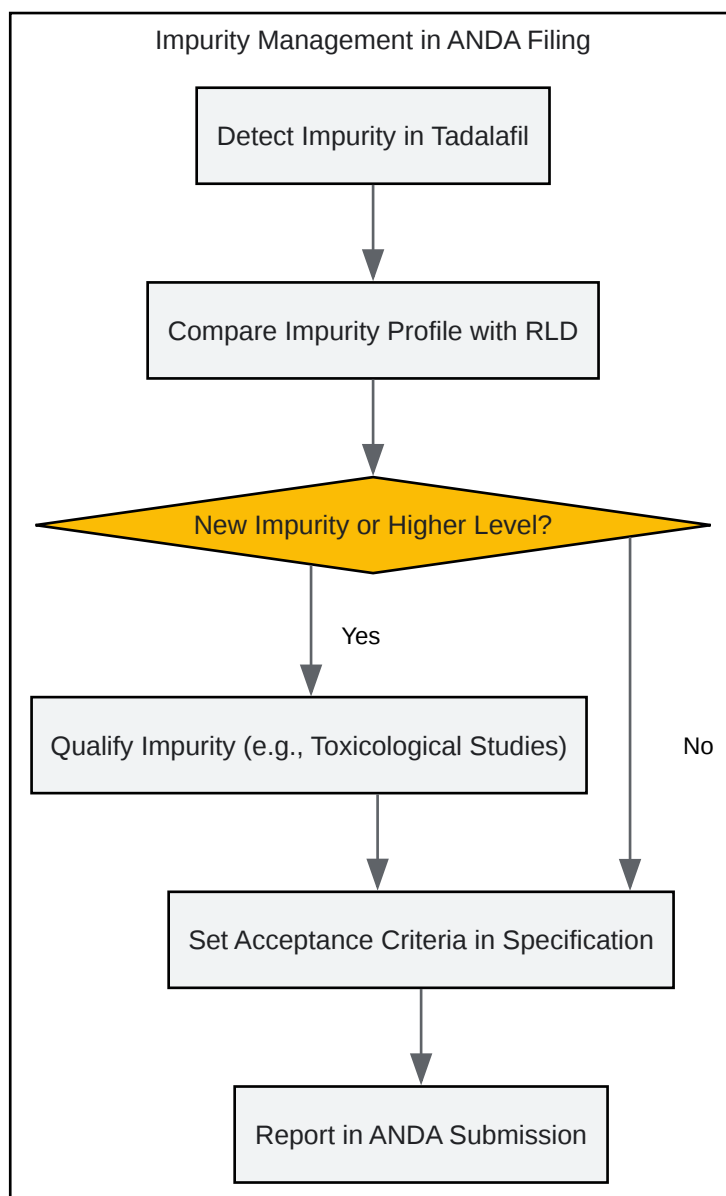 Impurity Management in ANDA Filing
Detect Impurity in Tadalafil
Compare Impurity Profile with RLD
New Impurity or Higher Level?
Yes
Qualify Impurity (e.g., Toxicological Studies)
No
Set Acceptance Criteria in Specification
Report in ANDA Submission